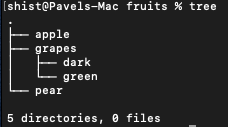 [shist@Pavels-Mac fruits % tree
.
├── apple
├── grapes
│   ├── dark
│   └── green
└── pear

5 directories, 0 files